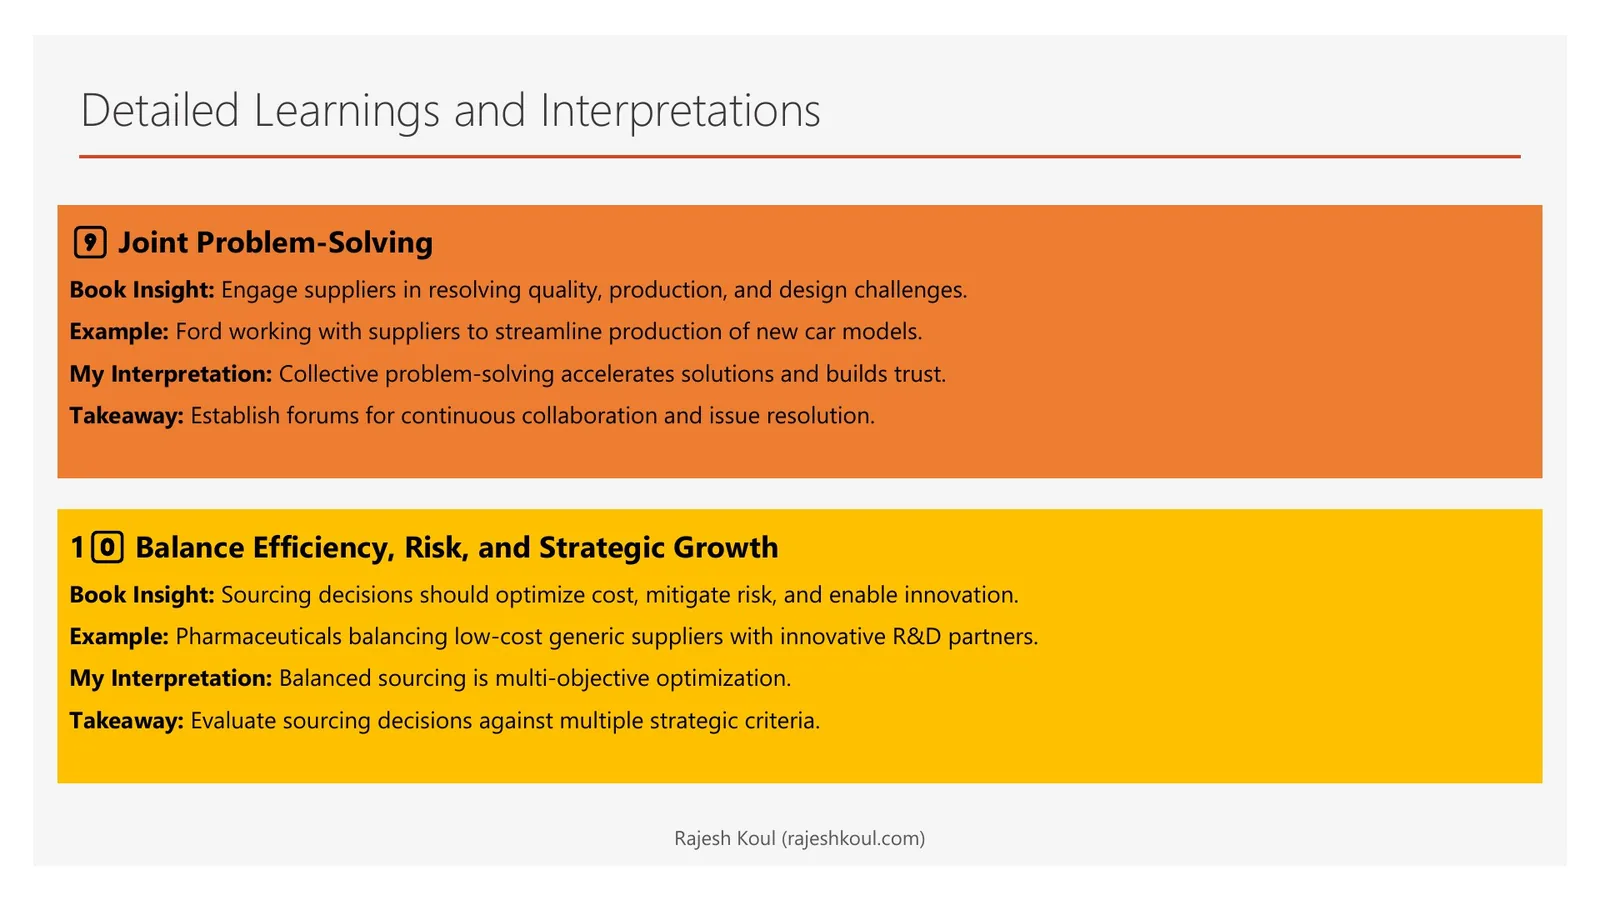 Detailed Learnings and Interpretations
9️⃣ Joint Problem-Solving
Book Insight: Engage suppliers in resolving quality, production, and design challenges.
Example: Ford working with suppliers to streamline production of new car models.
My Interpretation: Collective problem-solving accelerates solutions and builds trust.
Takeaway: Establish forums for continuous collaboration and issue resolution.
10️⃣ Balance Efficiency, Risk, and Strategic Growth
Book Insight: Sourcing decisions should optimize cost, mitigate risk, and enable innovation.
Example: Pharmaceuticals balancing low-cost generic suppliers with innovative R&D partners.
My Interpretation: Balanced sourcing is multi-objective optimization.
Takeaway: Evaluate sourcing decisions against multiple strategic criteria.
Rajesh Koul (rajeshkoul.com)